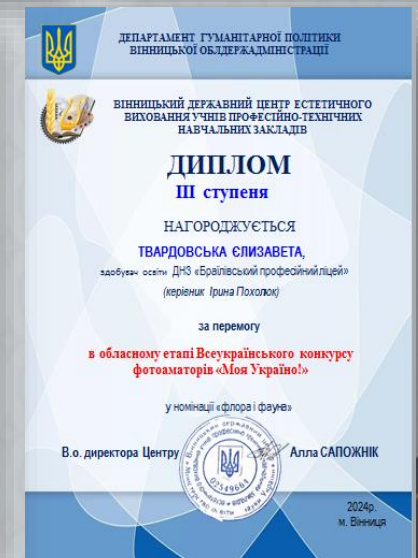 ДЕПАРТАМЕНТ ГУМАНІТАРНОЇ ПОЛІТИКИ
ВІННИЦЬКОЇ ОБЛДЕРЖАДМІНІСТРАЦІЇ
ВІННИЦЬКИЙ ДЕРЖАВНИЙ ЦЕНТР ЕСТЕТИЧНОГО
ВИХОВАННЯ УЧНІВ ПРОФЕСІЙНО-ТЕХНІЧНИХ
НАВЧАЛЬНИХ ЗАКЛАДІВ
ДИПЛОМ
ІІІ ступеня
НАГОРОДЖУЄТЬСЯ
ТВАРДОВСЬКА ЄЛИЗАВЕТА,
здобувач освіти ДНЗ «Браїлівський професійний ліцей»
(керівник Ірина Похолюк)
за перемогу
в обласному етапі Всеукраїнського конкурсу
фотоаматорів «Моя Україно!»
у номінації «флора і фауна»
В.о. директора Центру Алла САПОЖНІК
02549664
2024р.
м. Вінниця